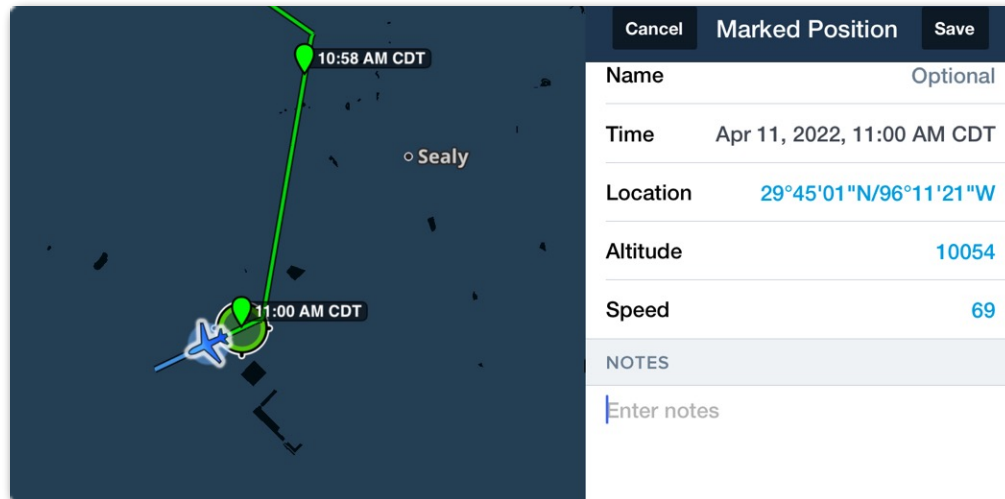 10:58 AM CDT
Sealy
11:00 AM CDT
Cancel Marked Position Save
Name Optional
Time Apr 11, 2022, 11:00 AM CDT
Location 29°45'01"N/96°11'21"W
Altitude 10054
Speed 69
NOTES
Enter notes